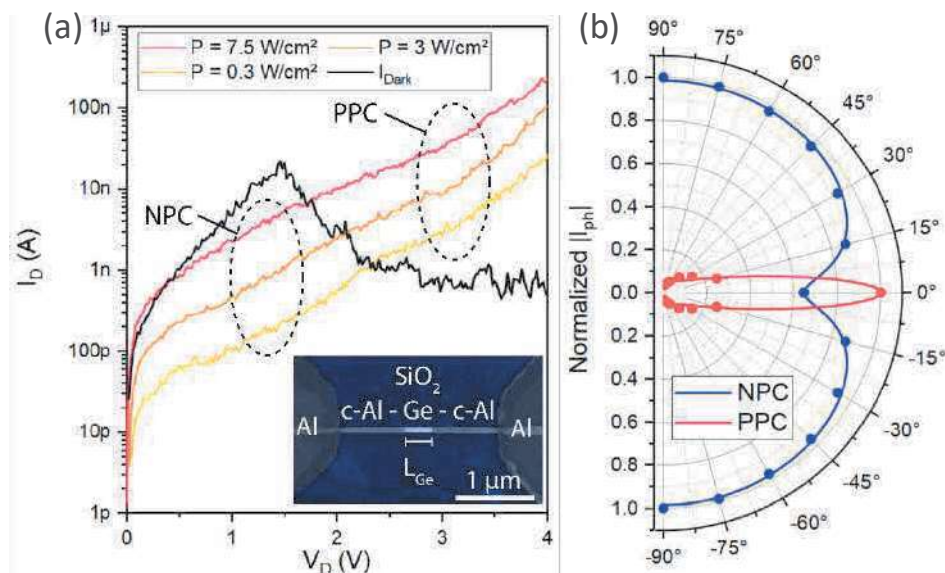 (a)
P = 7.5 W/cm² P = 3 W/cm²
P = 0.3 W/cm² I_Dark
1μ
100n
10n
1n
100p
10p
1p
I_D (A)
NPC
PPC
SiO₂
c-Al - Ge - c-Al
Al
Al
L_Ge
1 μm
0 1 2 3 4
V_D (V)
(b)
90°
75°
60°
45°
30°
15°
0°
-15°
-30°
-45°
-60°
-75°
-90°
1.0
0.8
0.6
0.4
0.2
0.0
0.2
0.4
0.6
0.8
1.0
Normalized |I_ph|
NPC
PPC
90°